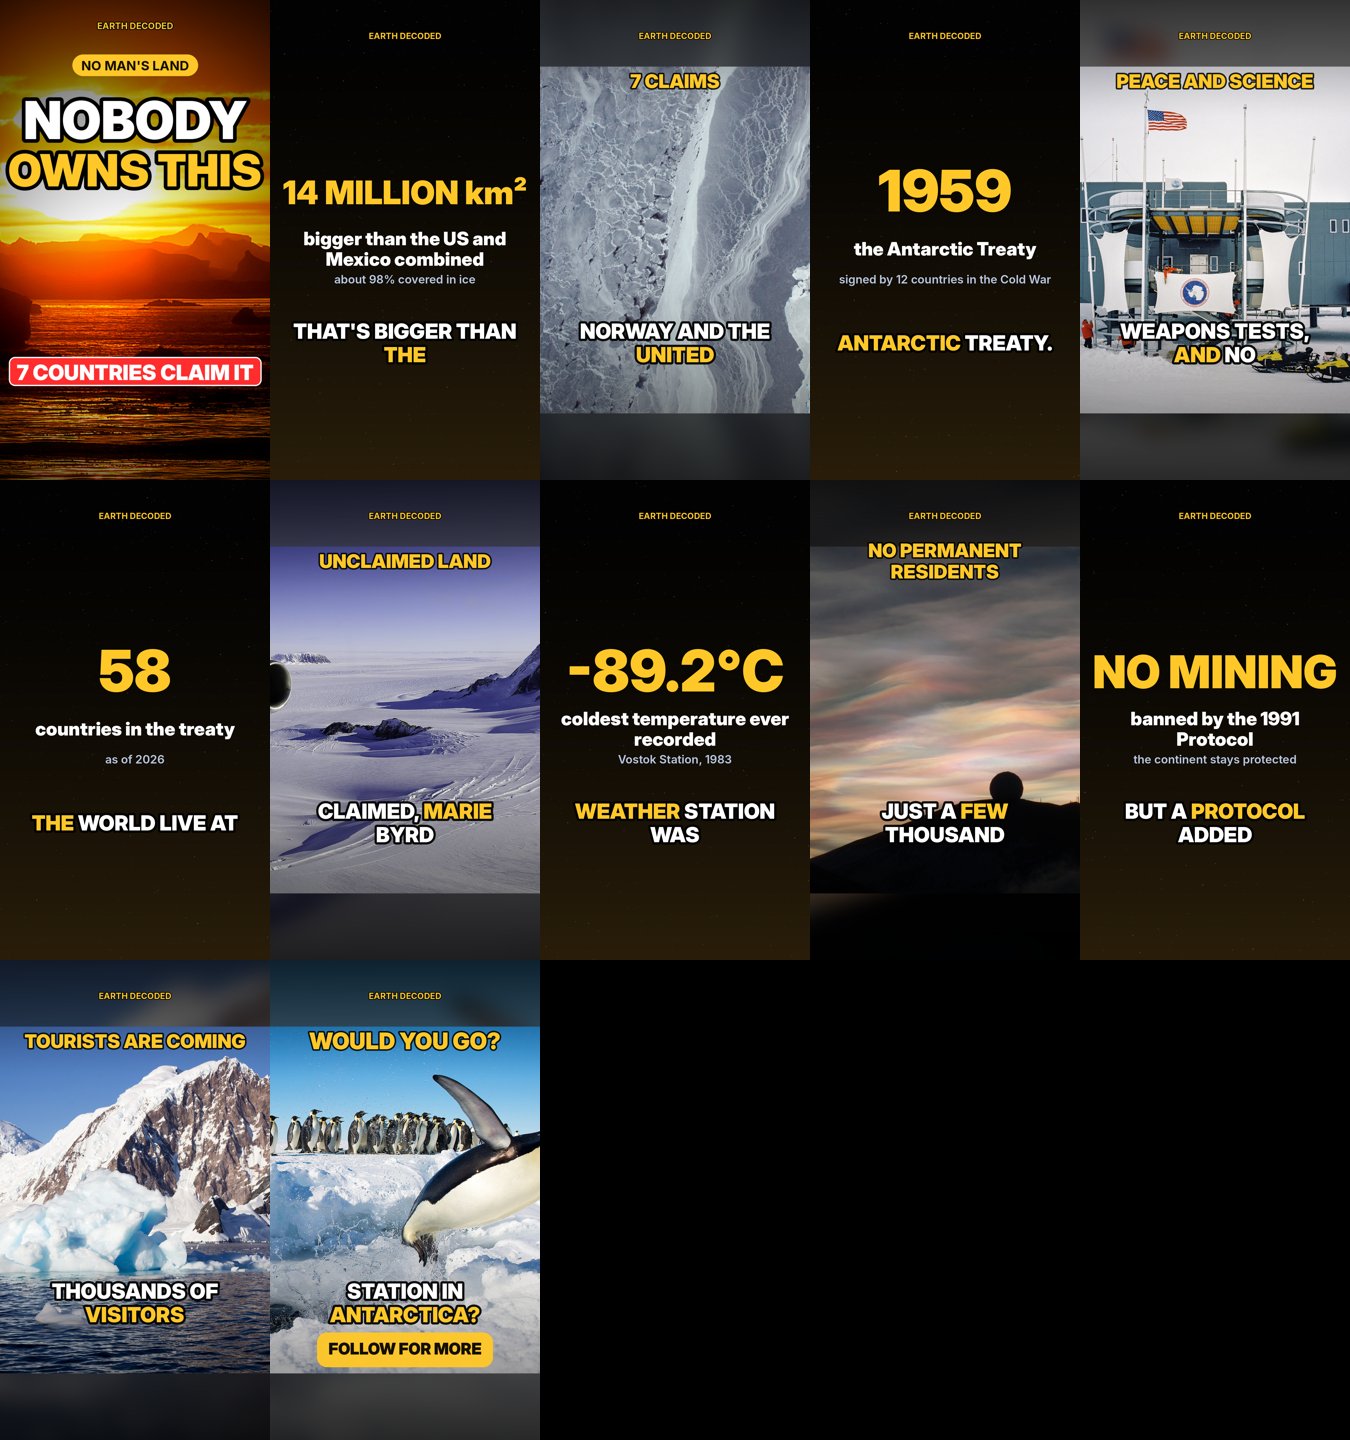 EARTH DECODED
NO MAN'S LAND
NOBODY
OWNS THIS
7 COUNTRIES CLAIM IT
EARTH DECODED
14 MILLION km²
bigger than the US and
Mexico combined
about 98% covered in ice
THAT'S BIGGER THAN
THE
EARTH DECODED
7 CLAIMS
NORWAY AND THE
UNITED
EARTH DECODED
1959
the Antarctic Treaty
signed by 12 countries in the Cold War
ANTARCTIC TREATY.
EARTH DECODED
PEACE AND SCIENCE
WEAPONS TESTS,
AND NO
EARTH DECODED
58
countries in the treaty
as of 2026
THE WORLD LIVE AT
EARTH DECODED
UNCLAIMED LAND
CLAIMED, MARIE
BYRD
EARTH DECODED
-89.2°C
coldest temperature ever
recorded
Vostok Station, 1983
WEATHER STATION
WAS
EARTH DECODED
NO PERMANENT
RESIDENTS
JUST A FEW
THOUSAND
EARTH DECODED
NO MINING
banned by the 1991
Protocol
the continent stays protected
BUT A PROTOCOL
ADDED
EARTH DECODED
TOURISTS ARE COMING
THOUSANDS OF
VISITORS
EARTH DECODED
WOULD YOU GO?
STATION IN
ANTARCTICA?
FOLLOW FOR MORE